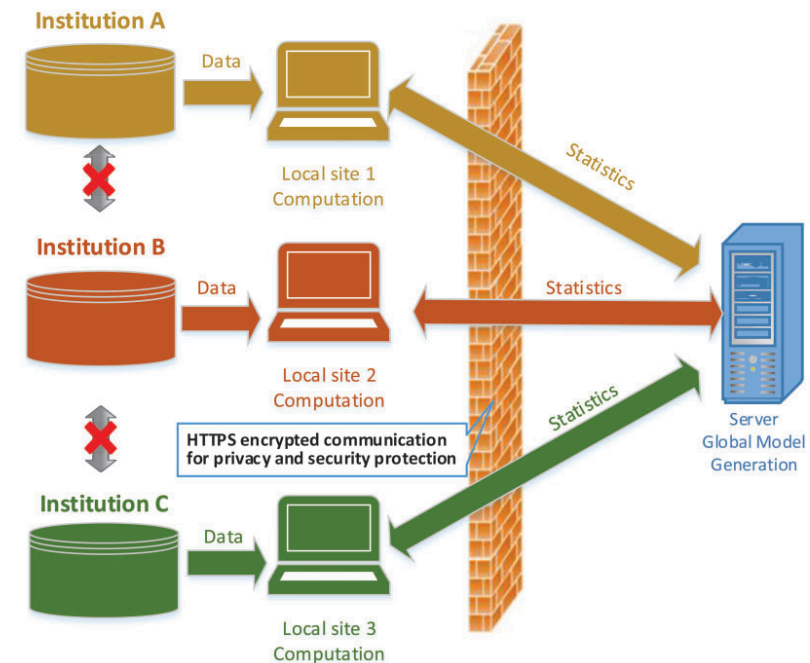 Institution A
Data
Local site 1
Computation
Statistics
Institution B
Data
Local site 2
Computation
Statistics
HTTPS encrypted communication
for privacy and security protection
Statistics
Server
Global Model
Generation
Institution C
Data
Local site 3
Computation